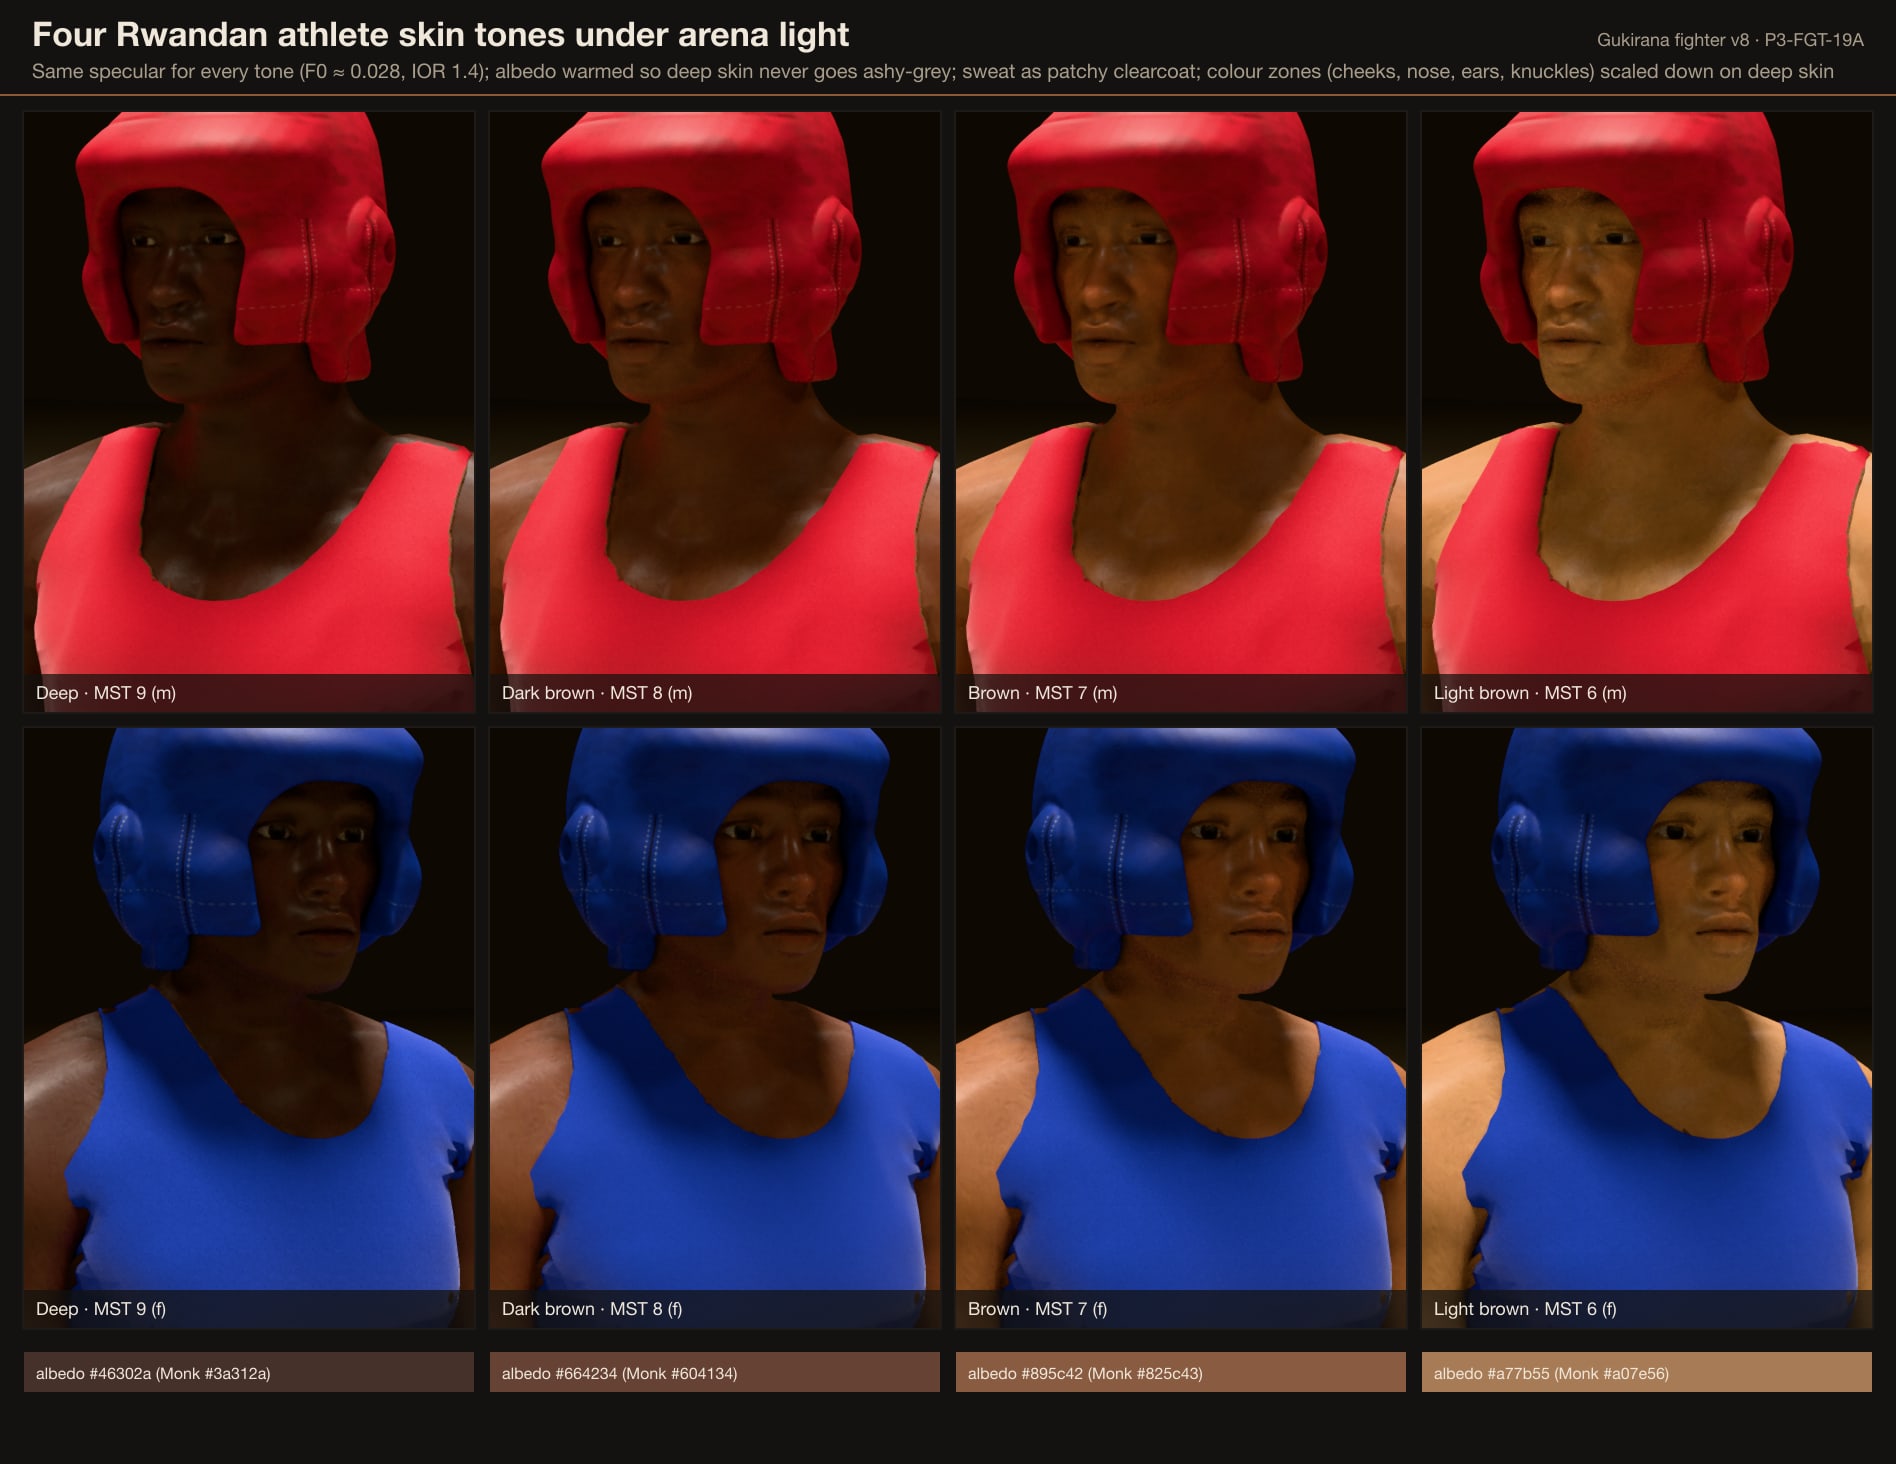 Four Rwandan athlete skin tones under arena light
Gukirana fighter v8 · P3-FGT-19A
Same specular for every tone (F0 ≈ 0.028, IOR 1.4); albedo warmed so deep skin never goes ashy-grey; sweat as patchy clearcoat; colour zones (cheeks, nose, ears, knuckles) scaled down on deep skin
Deep · MST 9 (m)
Dark brown · MST 8 (m)
Brown · MST 7 (m)
Light brown · MST 6 (m)
Deep · MST 9 (f)
Dark brown · MST 8 (f)
Brown · MST 7 (f)
Light brown · MST 6 (f)
albedo #46302a (Monk #3a312a)
albedo #664234 (Monk #604134)
albedo #895c42 (Monk #825c43)
albedo #a77b55 (Monk #a07e56)